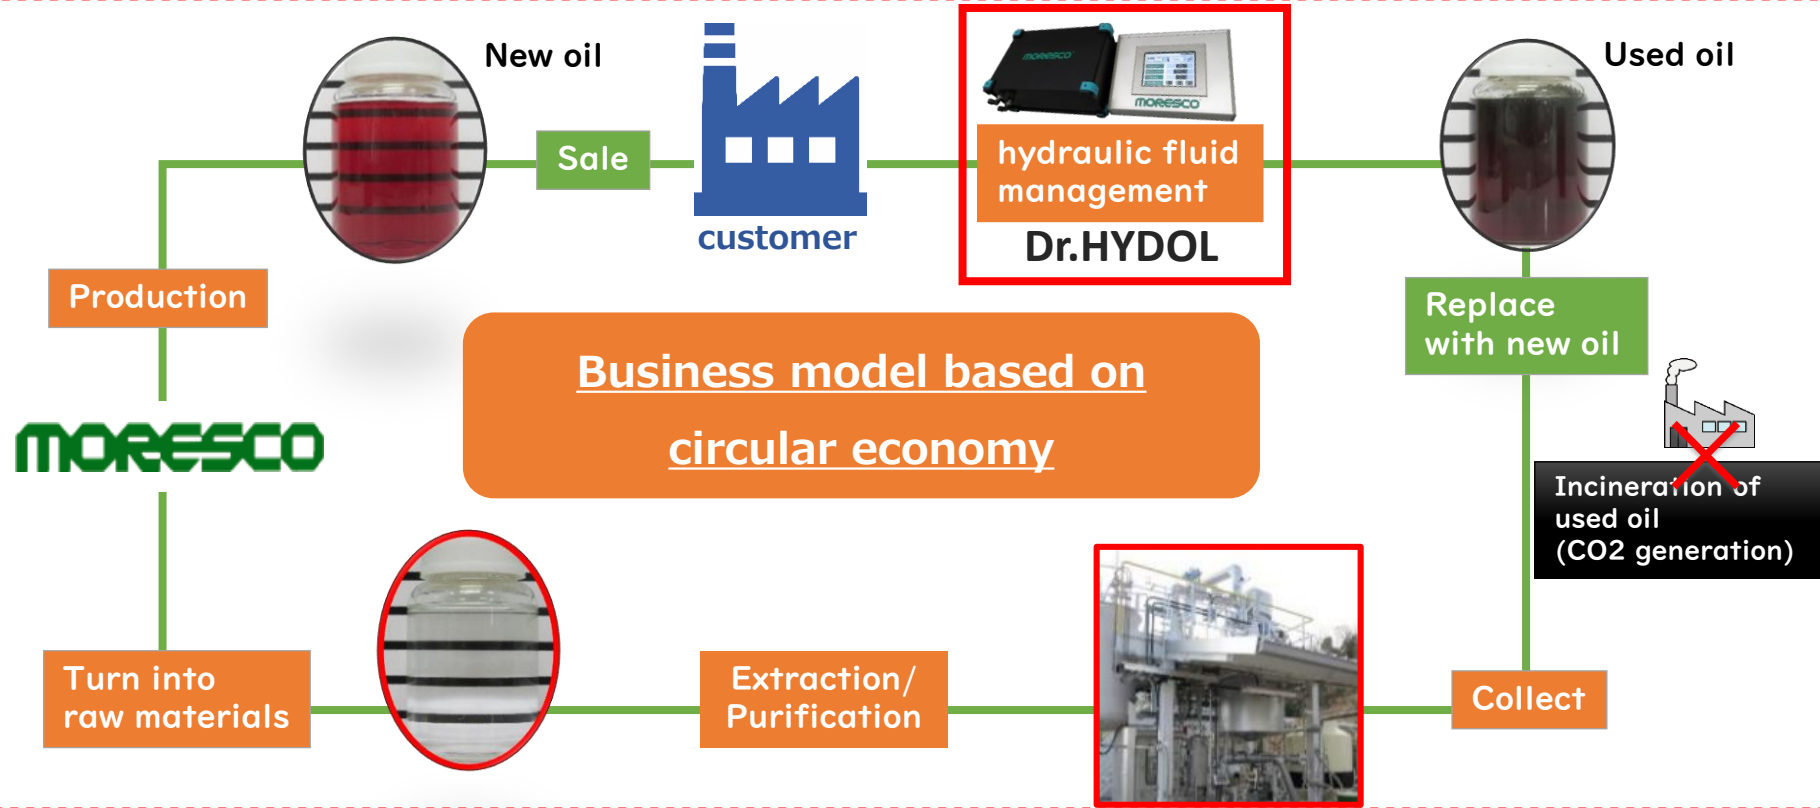 New oil
Used oil
MORESCO
MORESCO
Sale
hydraulic fluid
management
customer
Dr.HYDOL
Production
Replace
with new oil
Business model based on
circular economy
MORESCO
Incineration of
used oil
(CO2 generation)
Turn into
raw materials
Extraction/
Purification
Collect